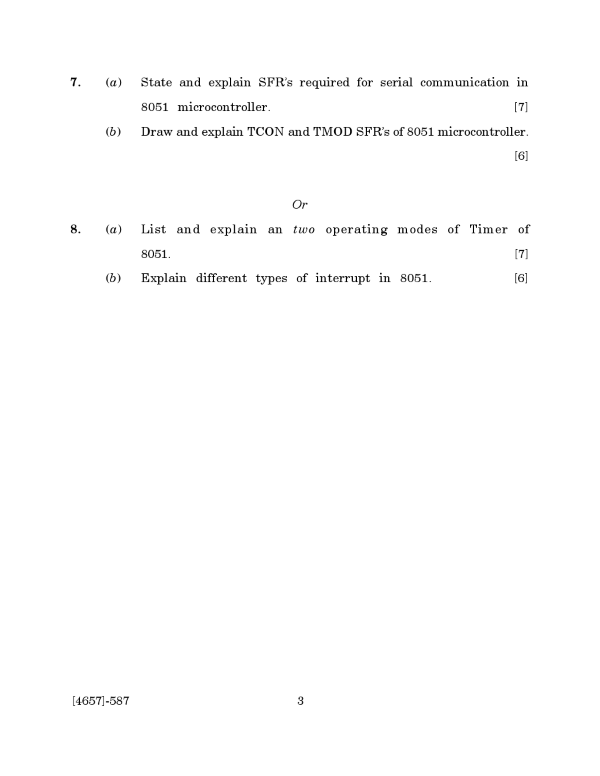 7. (a) State and explain SFR's required for serial communication in
8051 microcontroller. [7]
(b) Draw and explain TCON and TMOD SFR's of 8051 microcontroller.
[6]
Or
8. (a) List and explain an two operating modes of Timer of
8051. [7]
(b) Explain different types of interrupt in 8051. [6]
[4657]-587 3